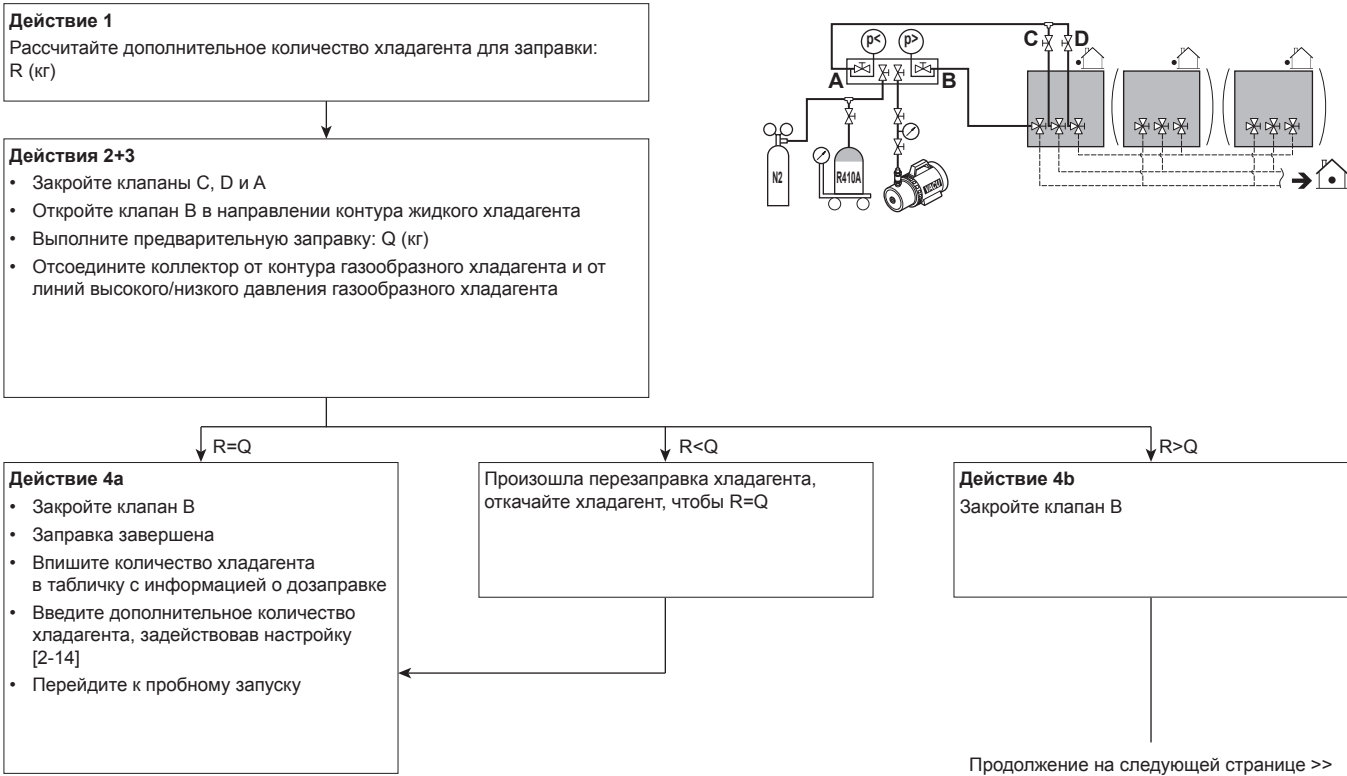 Действие 1
Рассчитайте дополнительное количество хладагента для заправки:
R (кг)
p< p>
C D
A B
N2 R410A
Действия 2+3
• Закройте клапаны C, D и A
• Откройте клапан B в направлении контура жидкого хладагента
• Выполните предварительную заправку: Q (кг)
• Отсоедините коллектор от контура газообразного хладагента и от
линий высокого/низкого давления газообразного хладагента
R=Q
R<Q
R>Q
Действие 4a
• Закройте клапан B
• Заправка завершена
• Впишите количество хладагента
в табличку с информацией о дозаправке
• Введите дополнительное количество
хладагента, задействовав настройку
[2-14]
• Перейдите к пробному запуску
Произошла перезаправка хладагента,
откачайте хладагент, чтобы R=Q
Действие 4b
Закройте клапан B
Продолжение на следующей странице >>